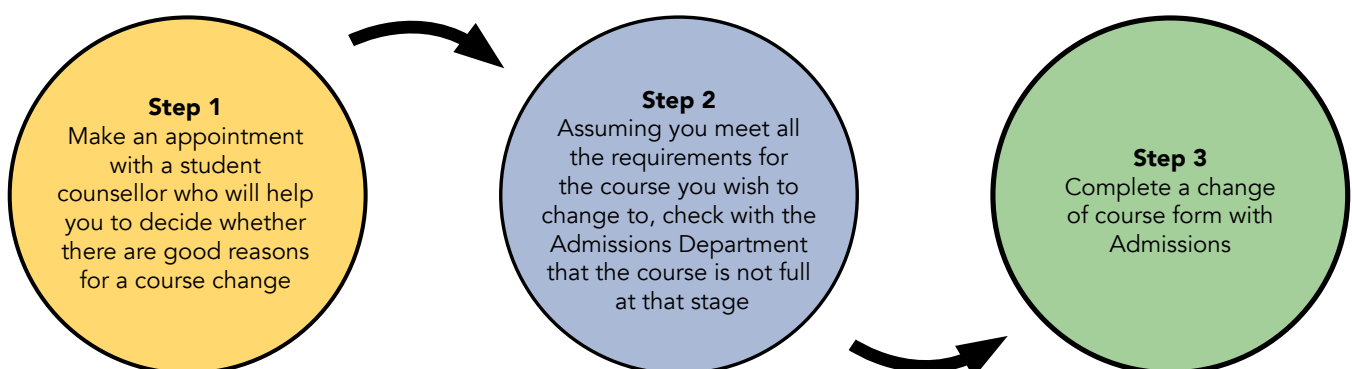 Step 1
Make an appointment
with a student
counsellor who will help
you to decide whether
there are good reasons
for a course change
Step 2
Assuming you meet all
the requirements for
the course you wish to
change to, check with the
Admissions Department
that the course is not full
at that stage
Step 3
Complete a change
of course form with
Admissions